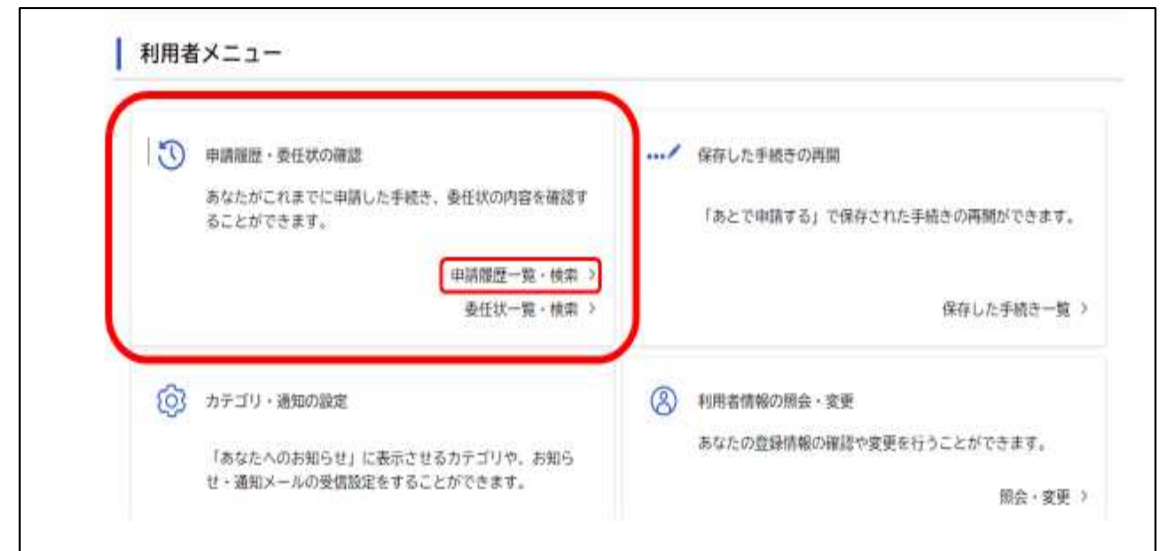 利用者メニュー
申請履歴・委任状の確認
あなたがこれまでに申請した手続き、委任状の内容を確認す
ることができます。
申請履歴一覧・検索 >
委任状一覧・検索 >
保存した手続きの再開
「あとで申請する」で保存された手続きの再開ができます。
保存した手続き一覧 >
カテゴリ・通知の設定
「あなたへのお知らせ」に表示させるカテゴリや、お知ら
せ・通知メールの受信設定をすることができます。
利用者情報の照会・変更
あなたの登録情報の確認や変更を行うことができます。
照会・変更 >